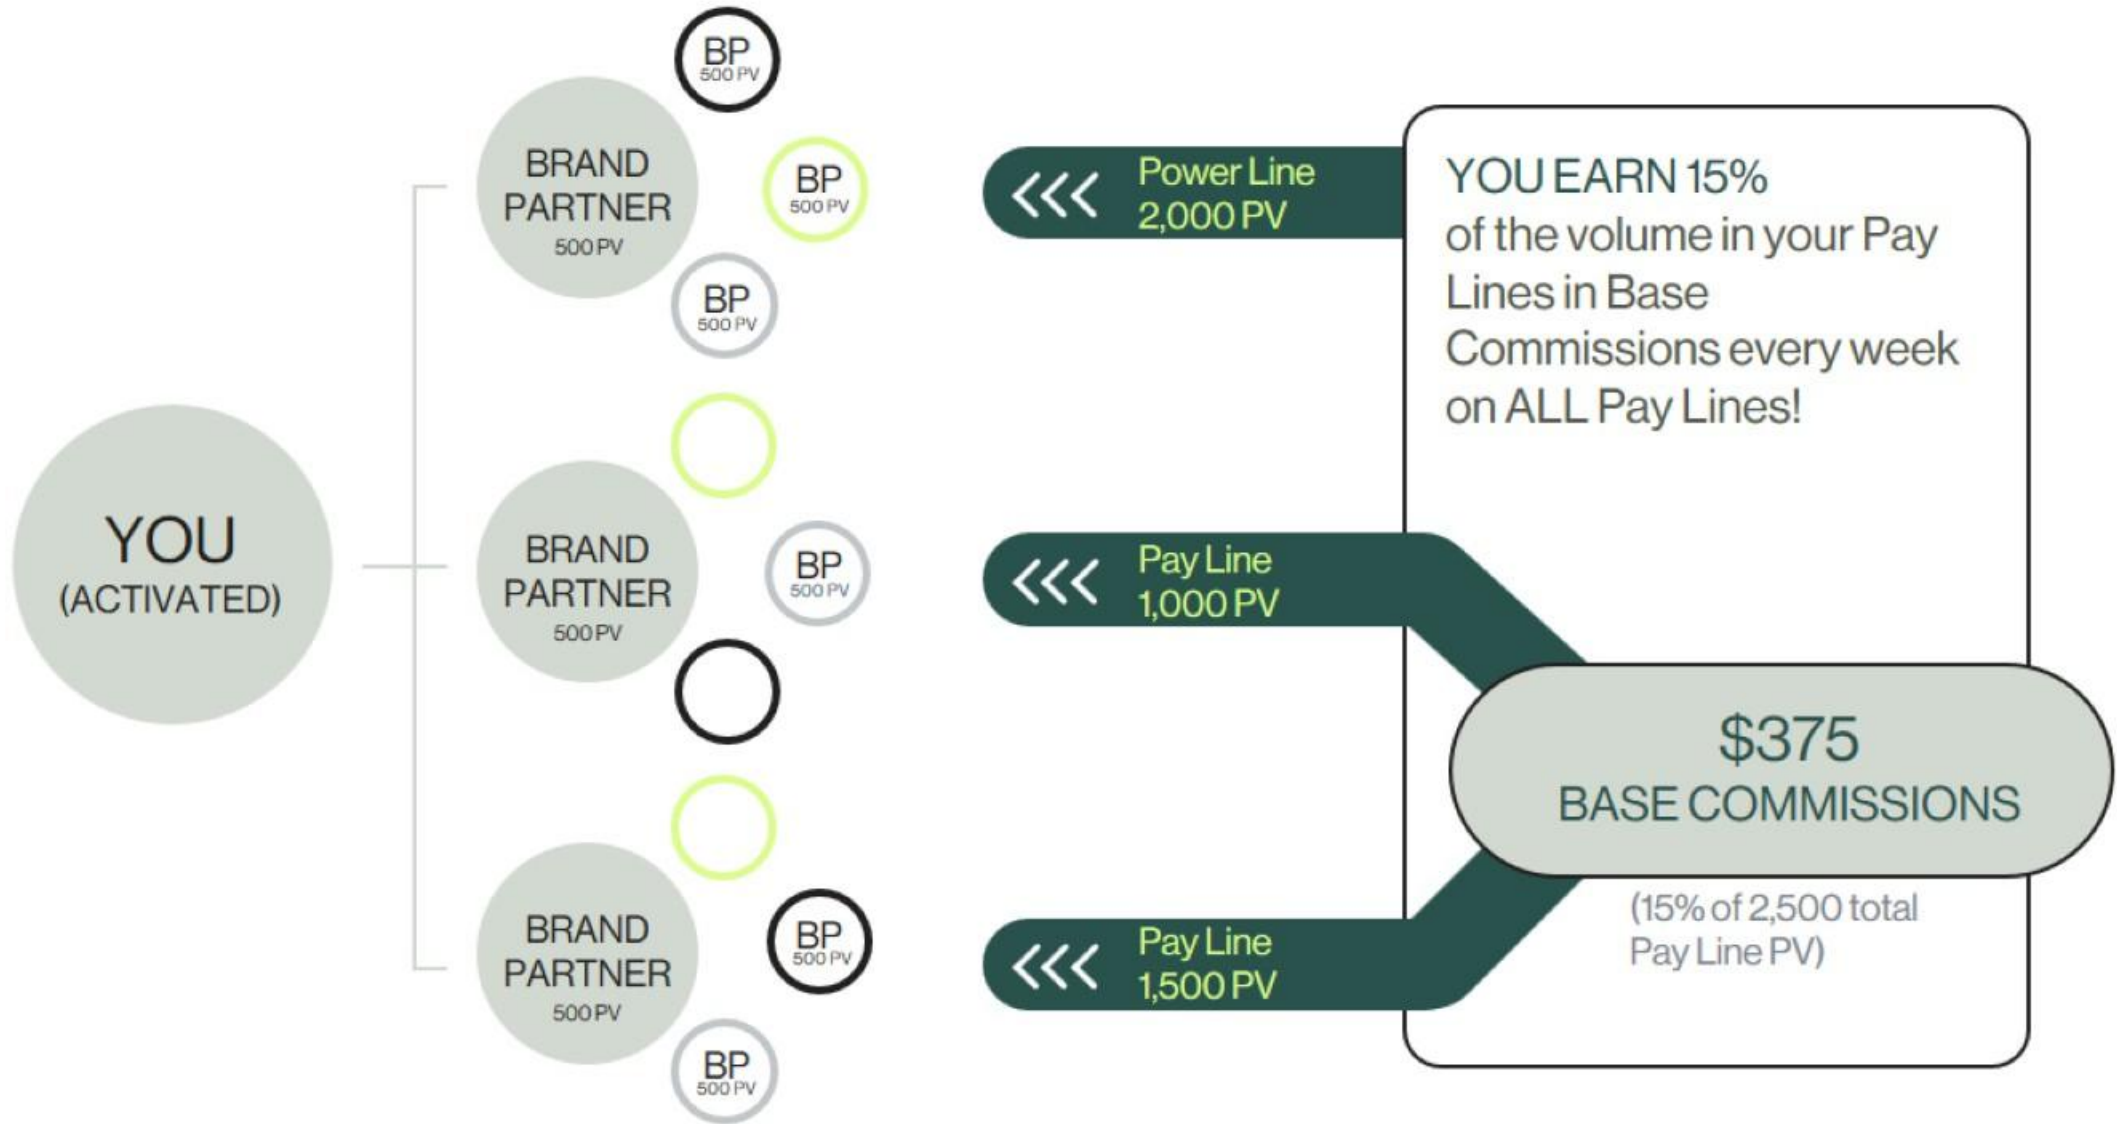 YOU
(ACTIVATED)
BRAND
PARTNER
500 PV
BP
500 PV
BP
500 PV
BP
500 PV
Power Line
2,000 PV
BRAND
PARTNER
500 PV
BP
500 PV
Pay Line
1,000 PV
BRAND
PARTNER
500 PV
BP
500 PV
BP
500 PV
Pay Line
1,500 PV
YOU EARN 15%
of the volume in your Pay
Lines in Base
Commissions every week
on ALL Pay Lines!
$375
BASE COMMISSIONS
(15% of 2,500 total
Pay Line PV)